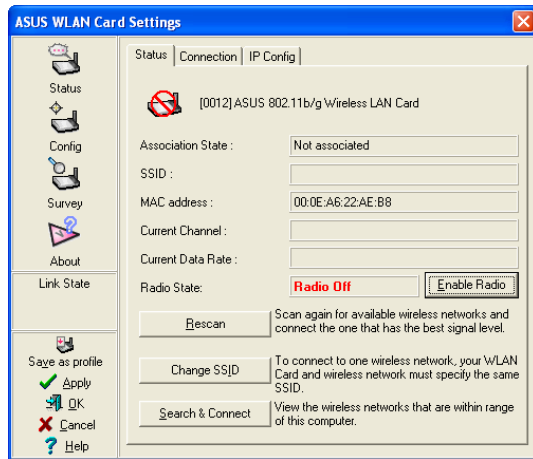 ASUS WLAN Card Settings
Status
Config
Survey
About
Link State
Save as profile
Apply
OK
Cancel
Help
Status Connection IP Config
[0012] ASUS 802.11b/g Wireless LAN Card
Association State : Not associated
SSID :
MAC address : 00:0E:A6:22:AE:B8
Current Channel :
Current Data Rate :
Radio State: Radio Off Enable Radio
Rescan
Scan again for available wireless networks and
connect the one that has the best signal level.
Change SSID
To connect to one wireless network, your WLAN
Card and wireless network must specify the same
SSID.
Search & Connect
View the wireless networks that are within range
of this computer.